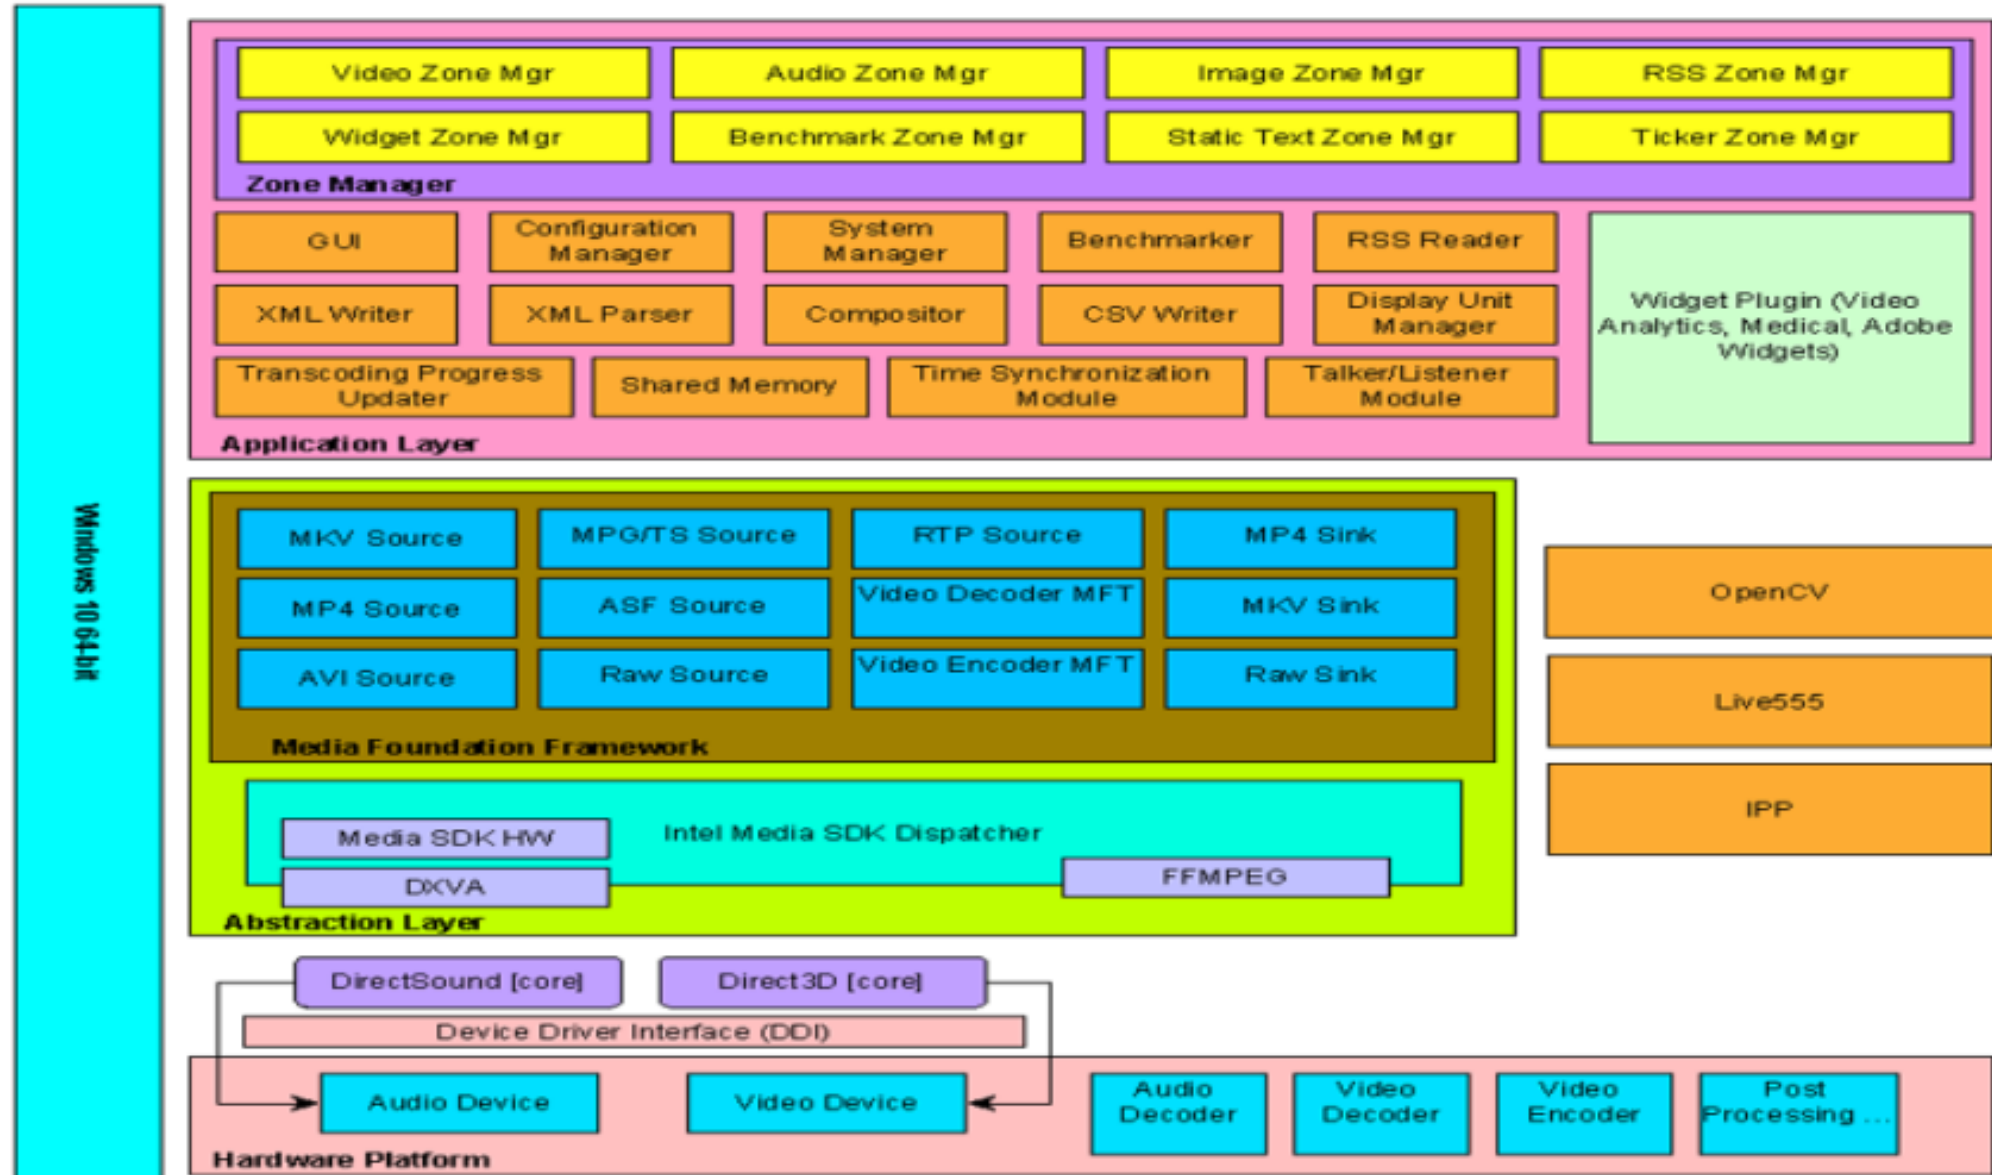 Windows 10 64-bit
Video Zone Mgr
Audio Zone Mgr
Image Zone Mgr
RSS Zone Mgr
Widget Zone Mgr
Benchmark Zone Mgr
Static Text Zone Mgr
Ticker Zone Mgr
Zone Manager
GUI
Configuration
Manager
System
Manager
Benchmarker
RSS Reader
XML Writer
XML Parser
Compositor
CSV Writer
Display Unit
Manager
Transcoding Progress
Updater
Shared Memory
Time Synchronization
Module
Talker/Listener
Module
Widget Plugin (Video
Analytics, Medical, Adobe
Widgets)
Application Layer
MKV Source
MPG/TS Source
RTP Source
MP4 Sink
MP4 Source
ASF Source
Video Decoder MFT
MKV Sink
AVI Source
Raw Source
Video Encoder MFT
Raw Sink
Media Foundation Framework
Media SDK HW
Intel Media SDK Dispatcher
DXVA
FFMPEG
Abstraction Layer
OpenCV
Live555
IPP
DirectSound [core]
Direct3D [core]
Device Driver Interface (DDI)
Audio Device
Video Device
Audio
Decoder
Video
Decoder
Video
Encoder
Post
Processing ...
Hardware Platform